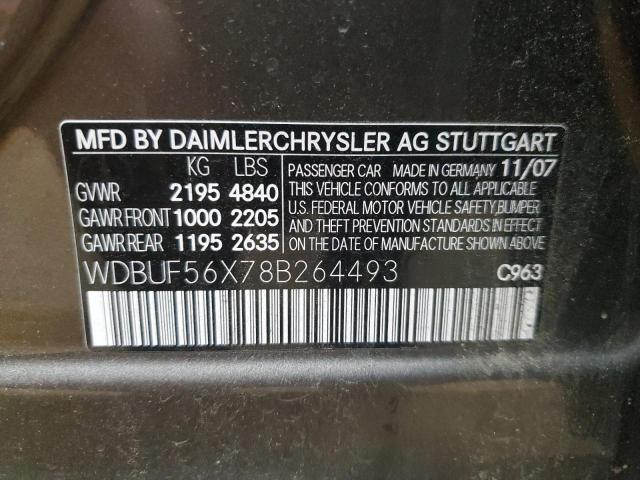 MFD BY DAIMLERCHRYSLER AG STUTTGART
KG LBS
GVWR 2195 4840
GAWR FRONT 1000 2205
GAWR REAR 1195 2635
PASSENGER CAR MADE IN GERMANY 11/07
THIS VEHICLE CONFORMS TO ALL APPLICABLE
U.S. FEDERAL MOTOR VEHICLE SAFETY,BUMPER
AND THEFT PREVENTION STANDARDS IN EFFECT
ON THE DATE OF MANUFACTURE SHOWN ABOVE.
WDBUF56X78B264493
C963